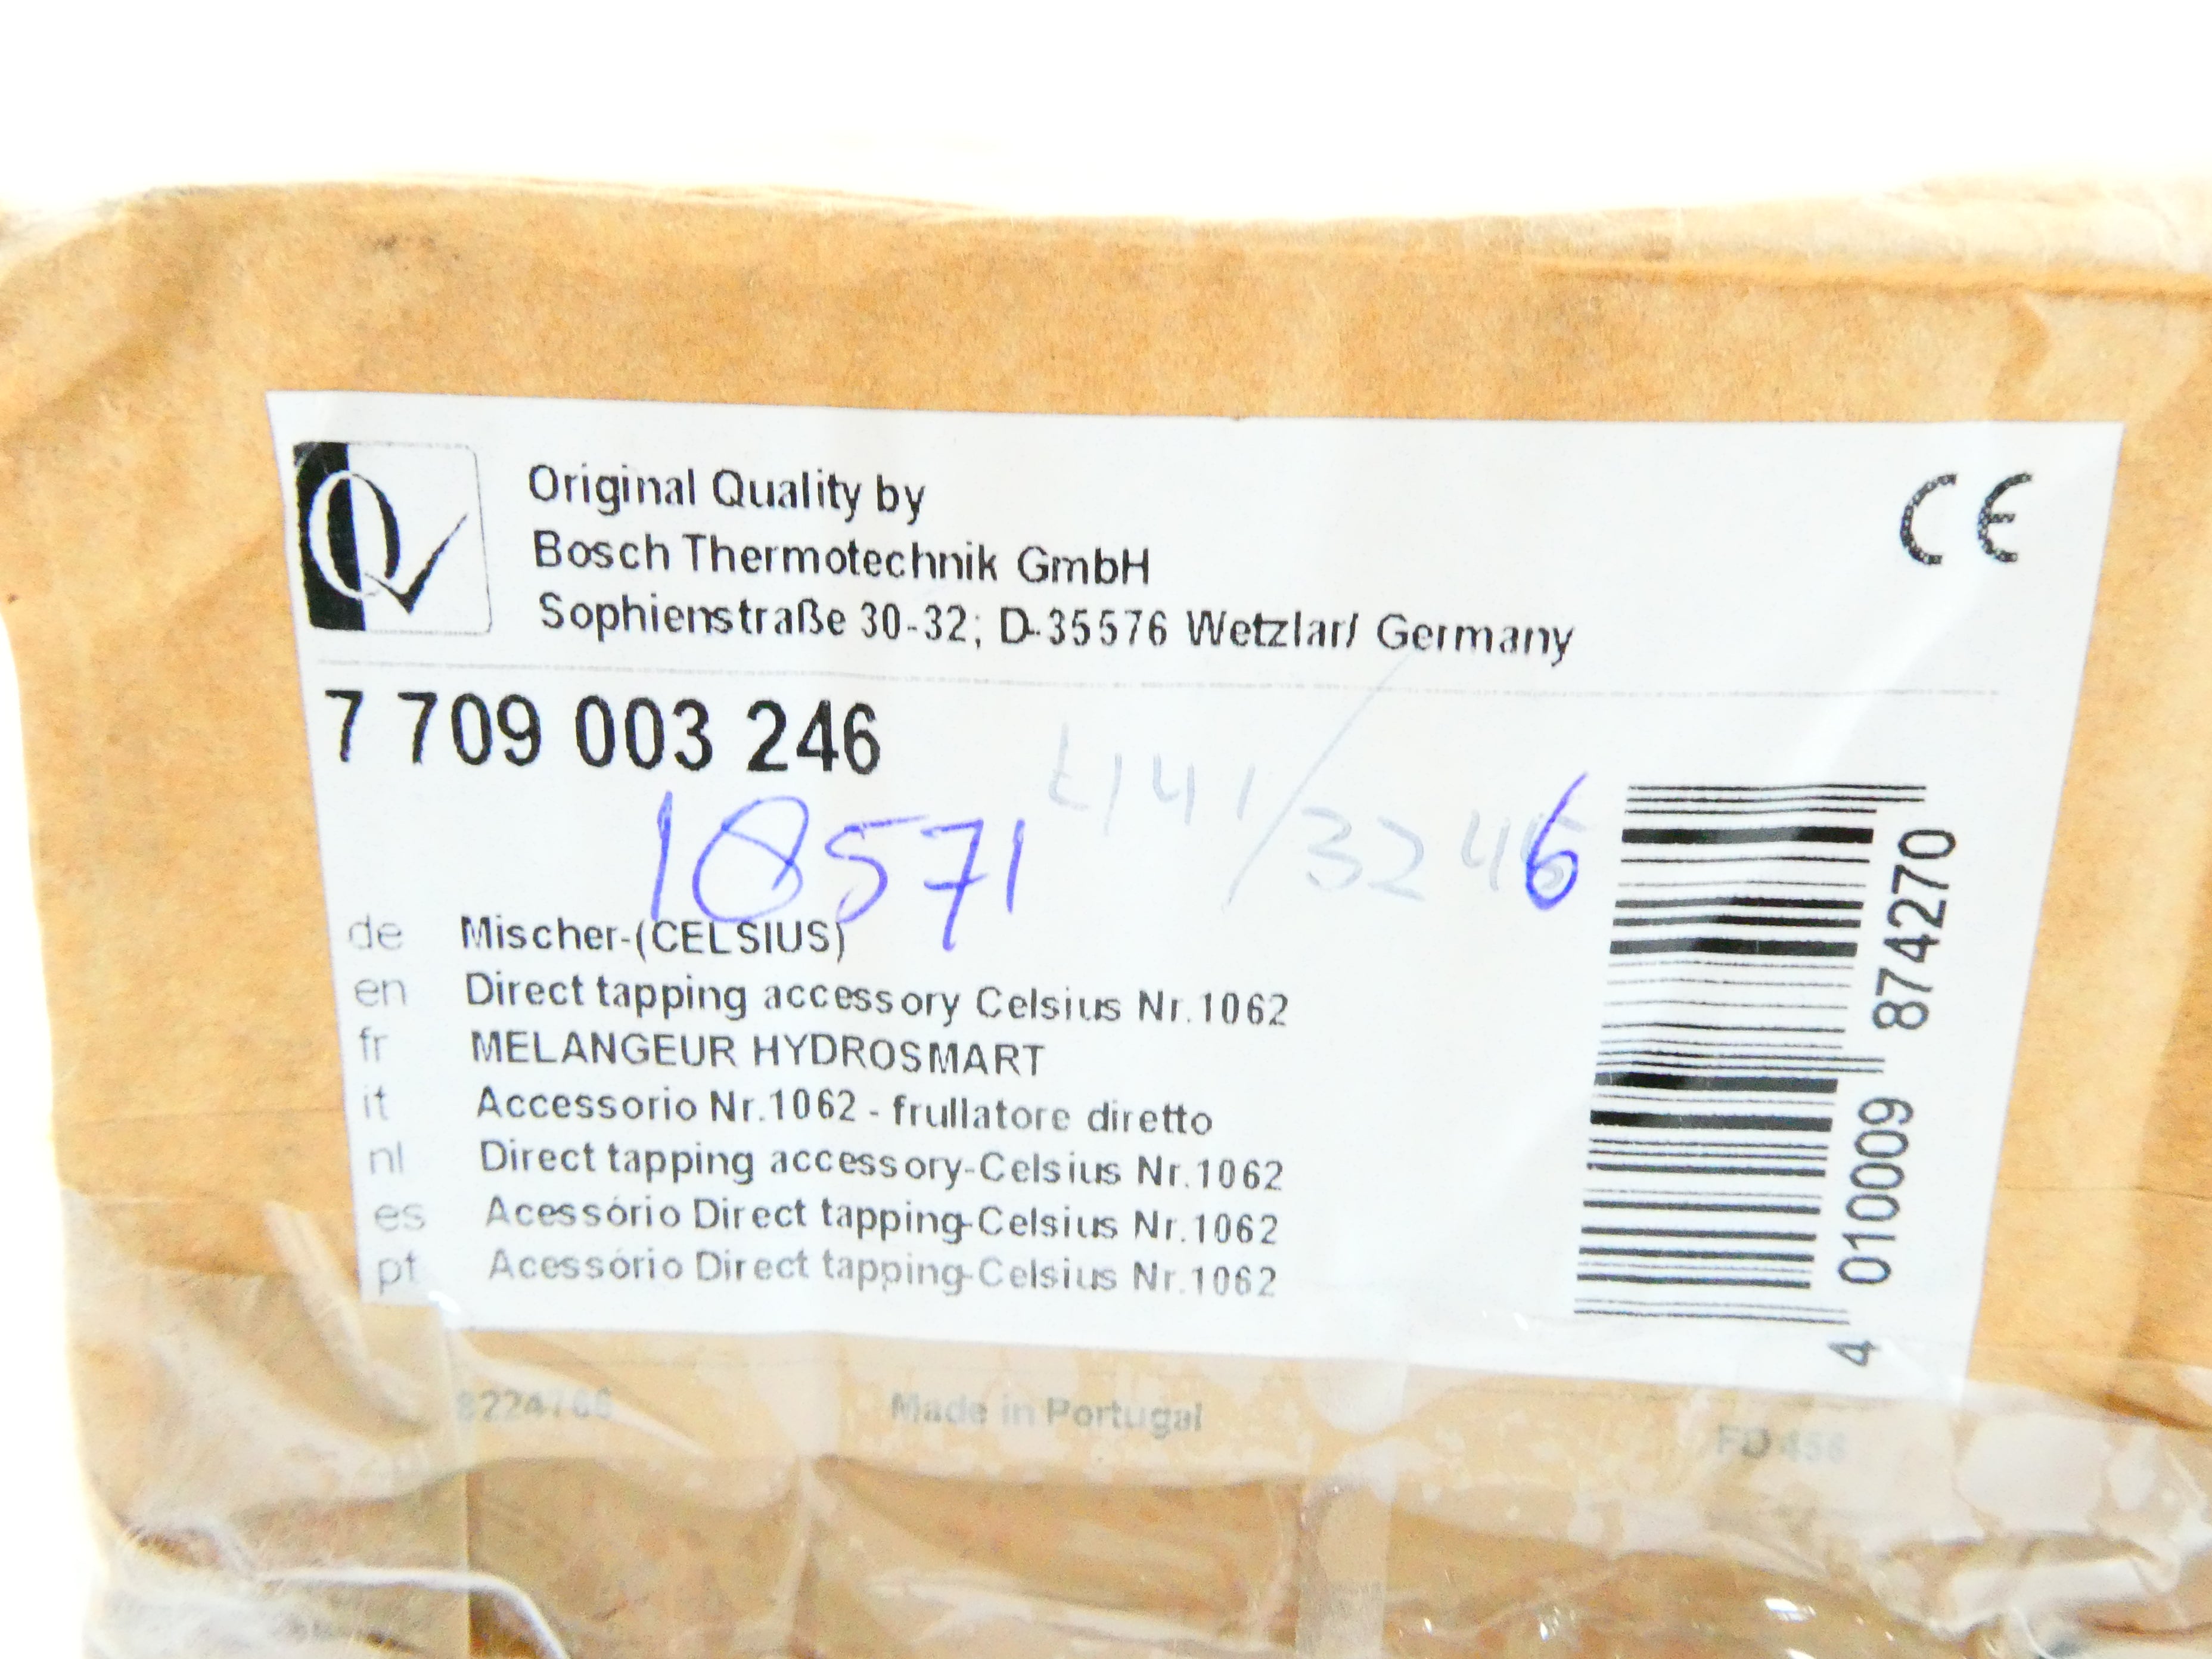 Original Quality by
Bosch Thermotechnik GmbH
Sophienstraße 30-32; D-35576 Wetzlar/ Germany
CE
7 709 003 246
18571
/3246
de Mischer-(CELSIUS)
en Direct tapping accessory Celsius Nr.1062
fr MELANGEUR HYDROSMART
it Accessorio Nr.1062 - frullatore diretto
nl Direct tapping accessory-Celsius Nr.1062
es Acessório Direct tapping-Celsius Nr.1062
pt Acessório Direct tapping-Celsius Nr.1062
4 010009 874270
Made in Portugal
FD 456